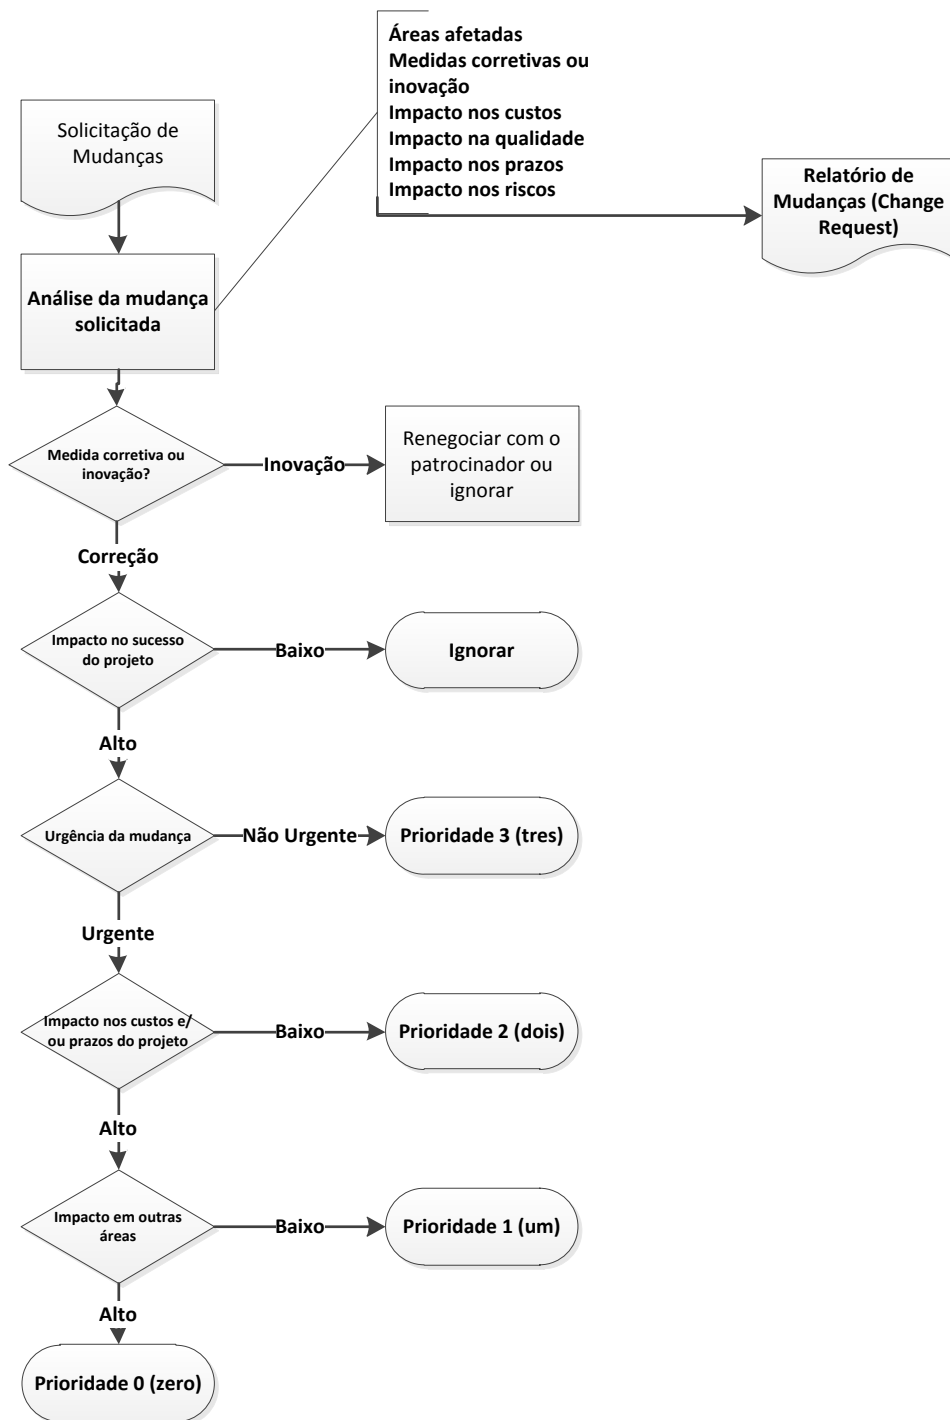 Áreas afetadas
Medidas corretivas ou
inovação
Impacto nos custos
Impacto na qualidade
Impacto nos prazos
Impacto nos riscos
Solicitação de
Mudanças
Relatório de
Mudanças (Change
Request)
Análise da mudança
solicitada
Medida corretiva ou
inovação?
Inovação
Renegociar com o
patrocinador ou
ignorar
Correção
Impacto no sucesso
do projeto
Baixo
Ignorar
Alto
Urgência da mudança
Não Urgente
Prioridade 3 (tres)
Urgente
Impacto nos custos e/
ou prazos do projeto
Baixo
Prioridade 2 (dois)
Alto
Impacto em outras
áreas
Baixo
Prioridade 1 (um)
Alto
Prioridade 0 (zero)